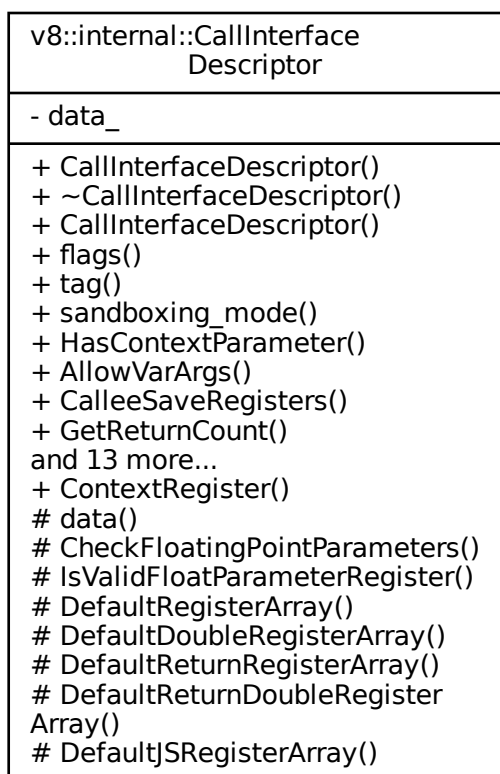 v8::internal::CallInterface
Descriptor
- data_
+ CallInterfaceDescriptor()
+ ~CallInterfaceDescriptor()
+ CallInterfaceDescriptor()
+ flags()
+ tag()
+ sandboxing_mode()
+ HasContextParameter()
+ AllowVarArgs()
+ CalleeSaveRegisters()
+ GetReturnCount()
and 13 more...
+ ContextRegister()
# data()
# CheckFloatingPointParameters()
# IsValidFloatParameterRegister()
# DefaultRegisterArray()
# DefaultDoubleRegisterArray()
# DefaultReturnRegisterArray()
# DefaultReturnDoubleRegister
Array()
# DefaultJSRegisterArray()